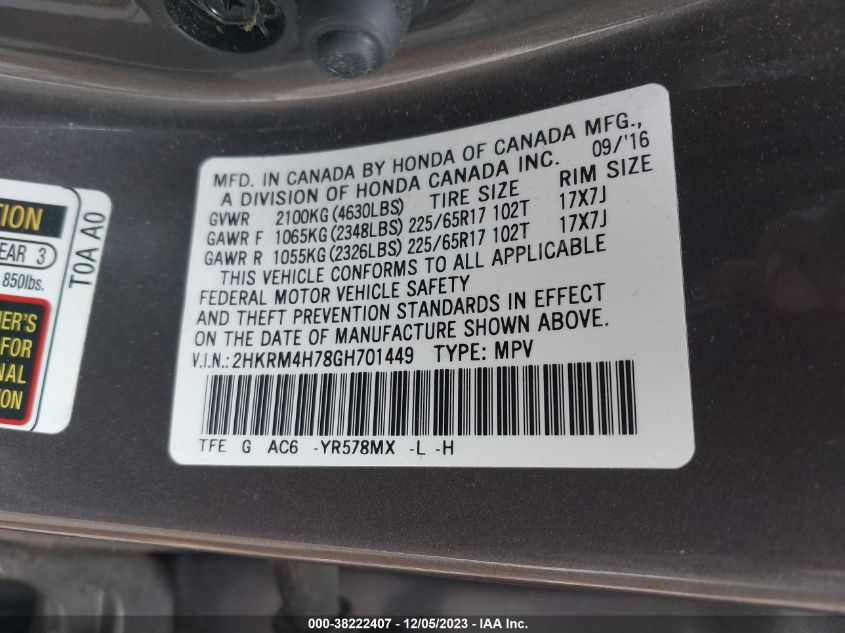 MFD. IN CANADA BY HONDA OF CANADA MFG.,
A DIVISION OF HONDA CANADA INC. 09/'16
GVWR 2100KG(4630LBS) TIRE SIZE RIM SIZE
GAWR F 1065KG(2348LBS) 225/65R17 102T 17X7J
GAWR R 1055KG(2326LBS) 225/65R17 102T 17X7J
THIS VEHICLE CONFORMS TO ALL APPLICABLE
FEDERAL MOTOR VEHICLE SAFETY
AND THEFT PREVENTION STANDARDS IN EFFECT
ON THE DATE OF MANUFACTURE SHOWN ABOVE.
V.I.N.: 2HKRM4H78GH701449 TYPE: MPV
TFE G AC6 -YR578MX -L -H
TION
EAR 3
850lbs.
ER'S
FOR
NAL
ION
T0A A0
000-38222407 - 12/05/2023 - IAA Inc.